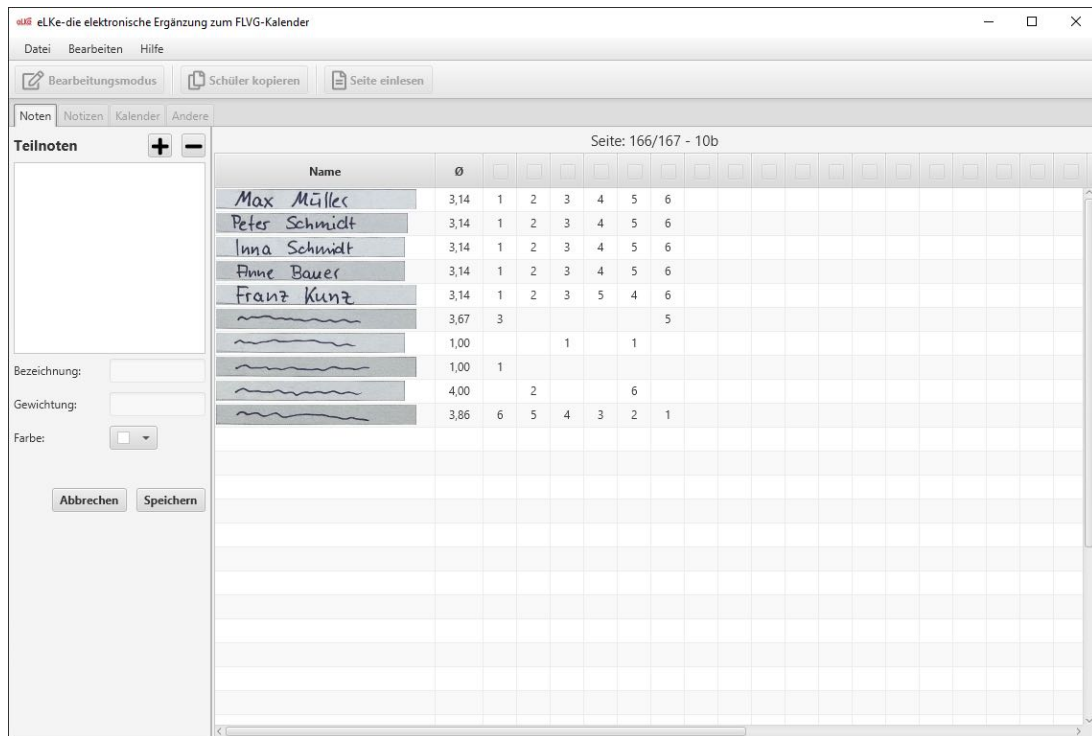 eLKe eLKe-die elektronische Ergänzung zum FLVG-Kalender
Datei Bearbeiten Hilfe
Bearbeitungsmodus Schüler kopieren Seite einlesen
Noten Notizen Kalender Andere
Teilnoten
Seite: 166/167 - 10b
Name Ø
Max Müller 3,14 1 2 3 4 5 6
Peter Schmidt 3,14 1 2 3 4 5 6
Inna Schmidt 3,14 1 2 3 4 5 6
Anne Bauer 3,14 1 2 3 4 5 6
Franz Kunz 3,14 1 2 3 5 4 6
3,67 3 5
1,00 1 1
1,00 1
4,00 2 6
3,86 6 5 4 3 2 1
Bezeichnung:
Gewichtung:
Farbe:
Abbrechen Speichern